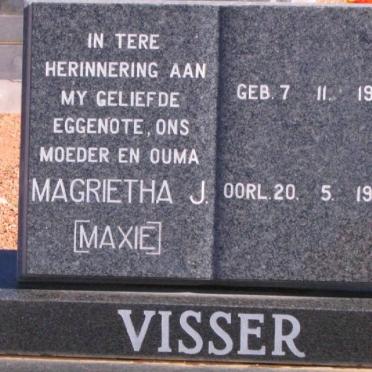 IN TERE
HERINNERING AAN
MY GELIEFDE
EGGENOTE, ONS
MOEDER EN OUMA
MAGRIETHA J.
[MAXIE]
GEB. 7 11. 19
OORL. 20. 5. 19
VISSER